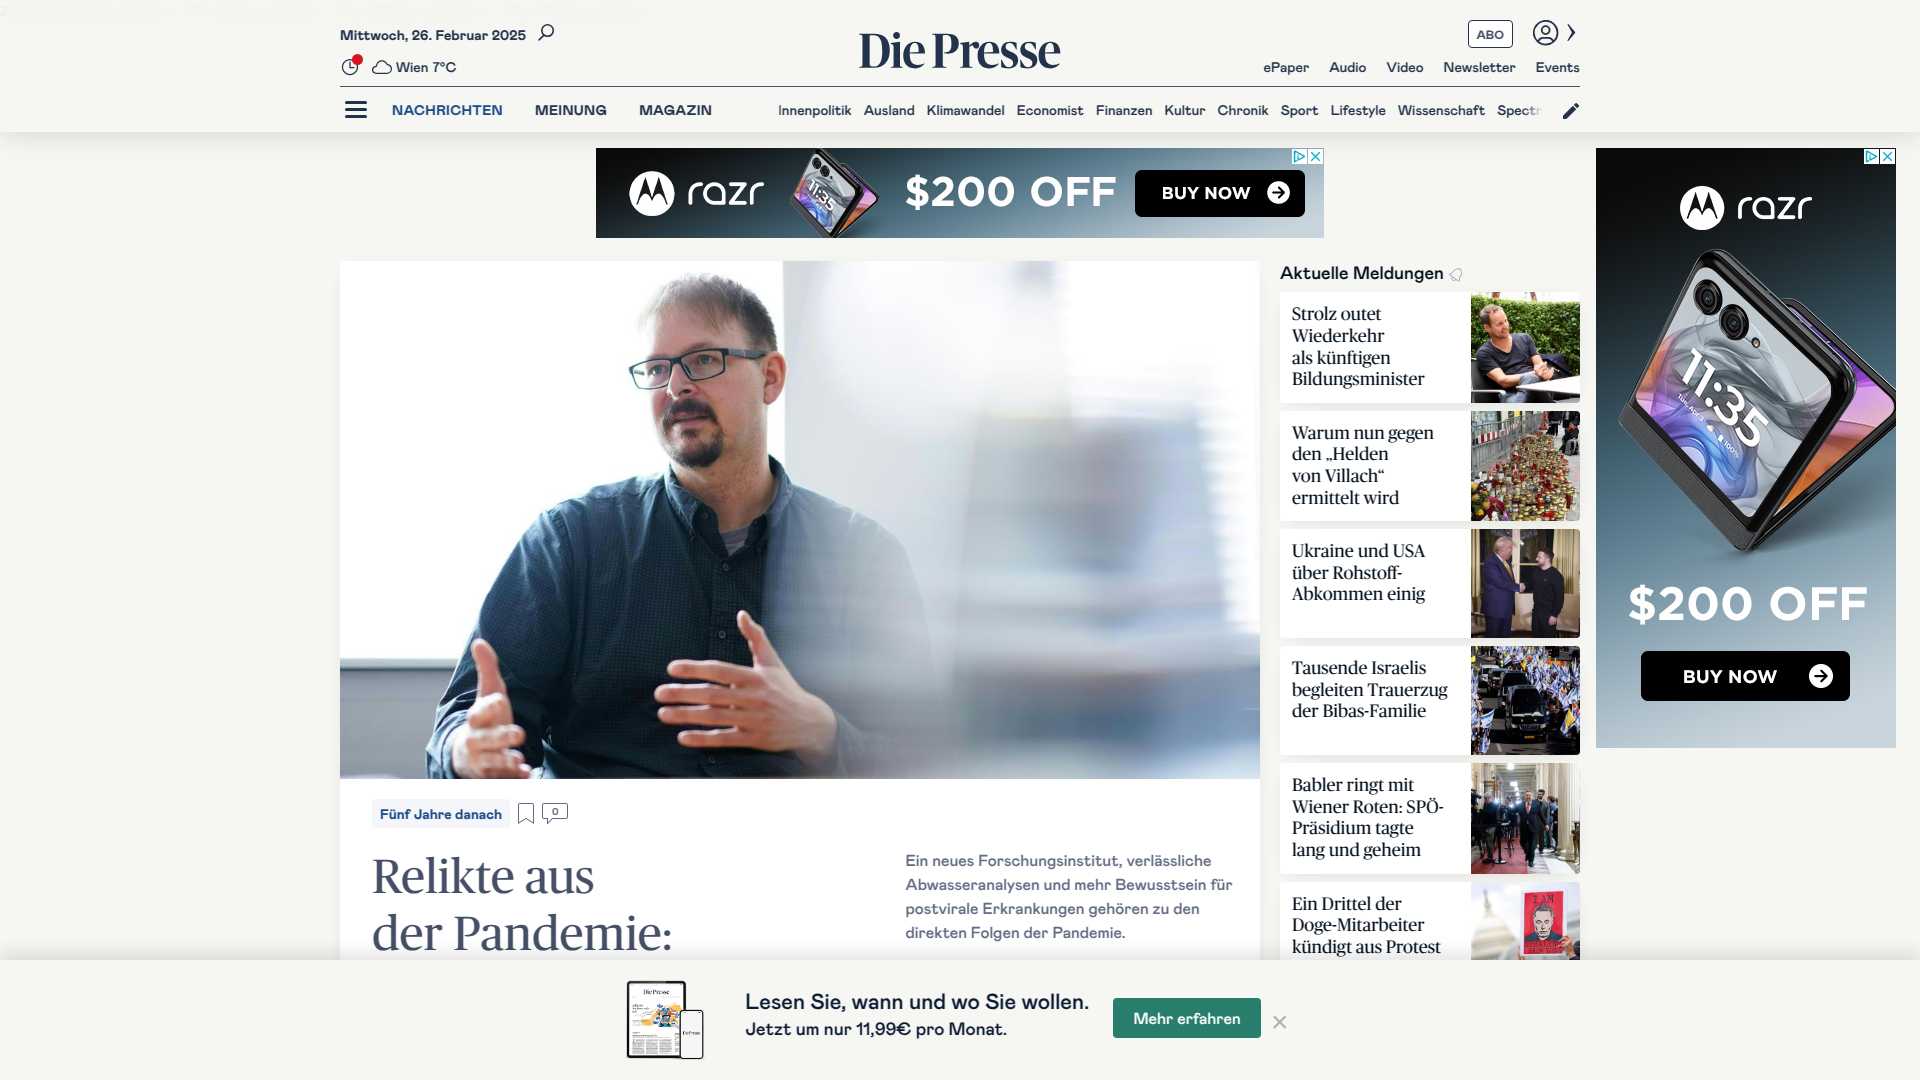 Mittwoch, 26. Februar 2025
Die Presse
ABO
Wien 7°C
ePaper Audio Video Newsletter Events
NACHRICHTEN MEINUNG MAGAZIN
Innenpolitik Ausland Klimawandel Economist Finanzen Kultur Chronik Sport Lifestyle Wissenschaft Spectr
razr 11:35 $200 OFF BUY NOW
Fünf Jahre danach
0
Relikte aus
der Pandemie:
Ein neues Forschungsinstitut, verlässliche
Abwasseranalysen und mehr Bewusstsein für
postvirale Erkrankungen gehören zu den
direkten Folgen der Pandemie.
Aktuelle Meldungen
Strolz outet
Wiederkehr
als künftigen
Bildungsminister
Warum nun gegen
den „Helden
von Villach“
ermittelt wird
Ukraine und USA
über Rohstoff-
Abkommen einig
Tausende Israelis
begleiten Trauerzug
der Bibas-Familie
Babler ringt mit
Wiener Roten: SPÖ-
Präsidium tagte
lang und geheim
Ein Drittel der
Doge-Mitarbeiter
kündigt aus Protest
I AM
razr
11:35
100%
$200 OFF
BUY NOW
Die Presse
Die Presse
Lesen Sie, wann und wo Sie wollen.
Jetzt um nur 11,99€ pro Monat.
Mehr erfahren